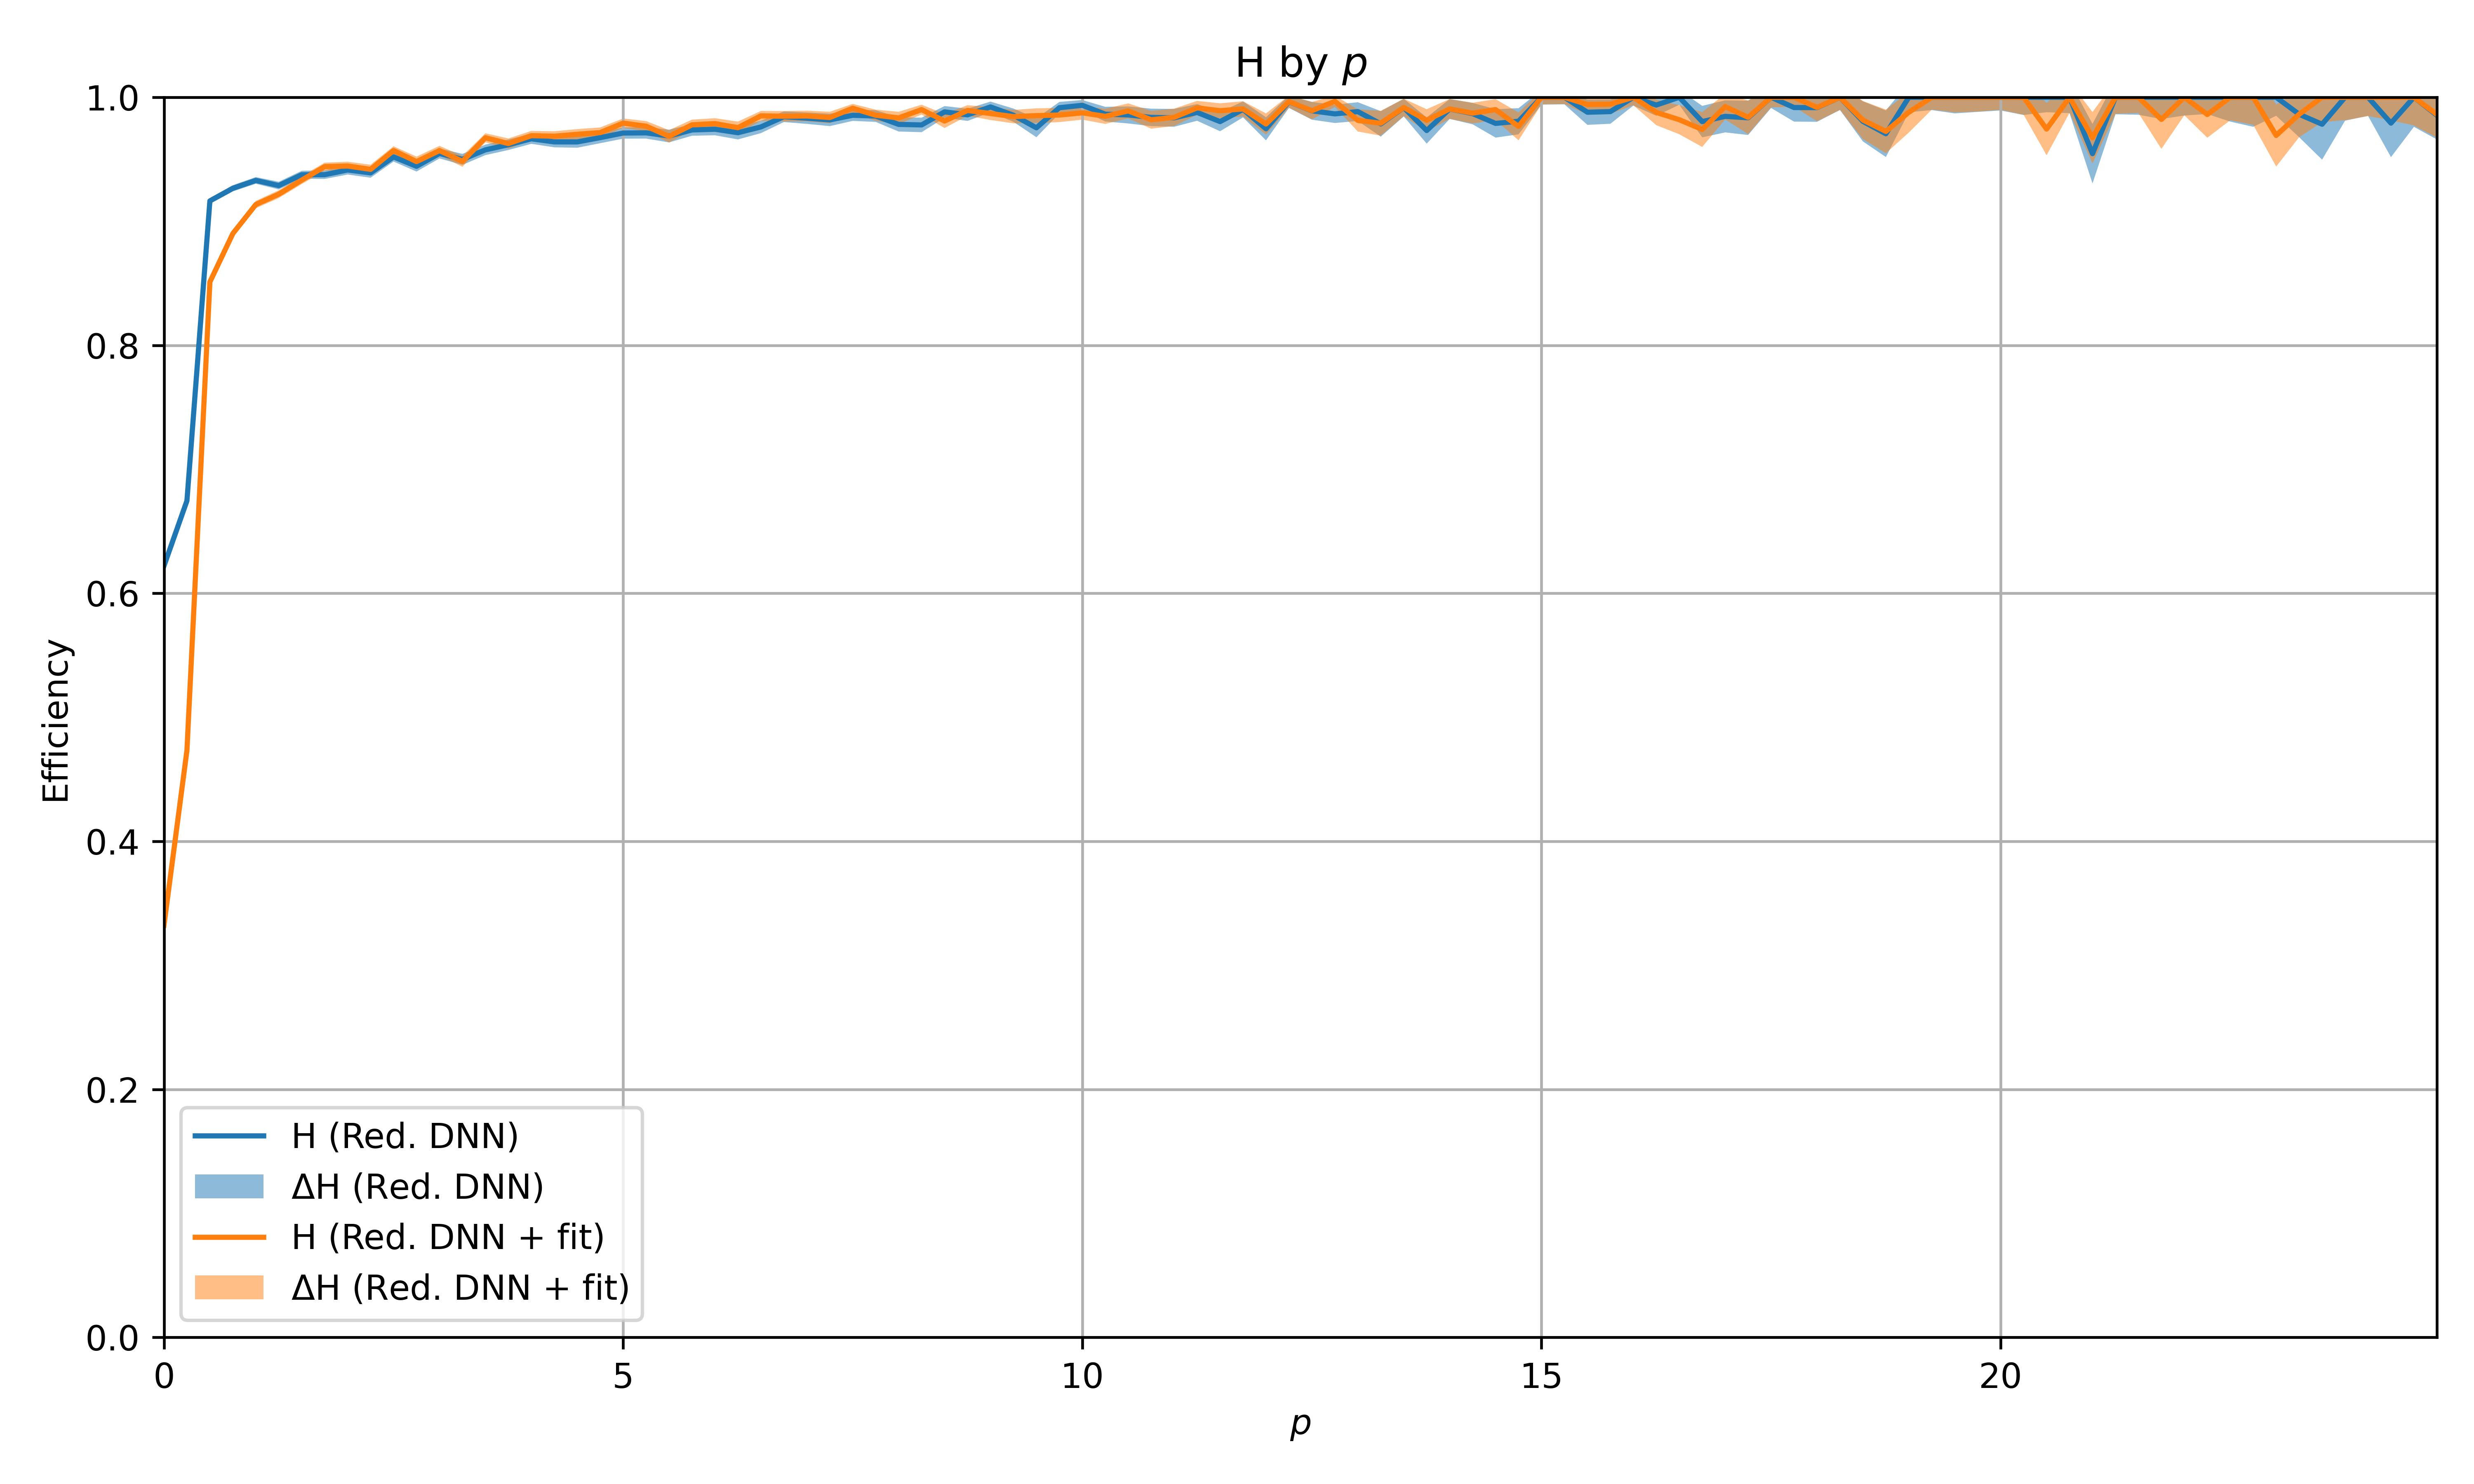 H by p
1.0
0.8
0.6
0.4
0.2
0.0
Efficiency
H (Red. DNN)
ΔH (Red. DNN)
H (Red. DNN + fit)
ΔH (Red. DNN + fit)
0 5 10 15 20
p